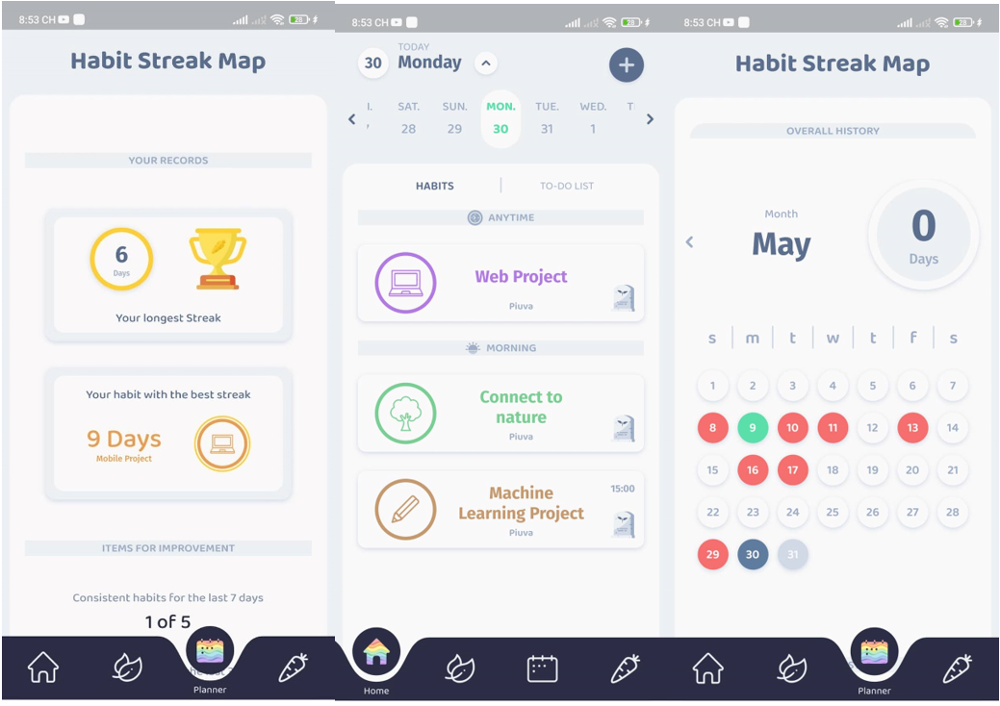 8:53 CH
28
Habit Streak Map
YOUR RECORDS
6
Days
Your longest Streak
Your habit with the best streak
9 Days
Mobile Project
ITEMS FOR IMPROVEMENT
Consistent habits for the last 7 days
1 of 5
Planner
8:53 CH
28
30
TODAY
Monday
SAT. SUN. MON. TUE. WED. T
28 29 30 31 1
HABITS
TO-DO LIST
ANYTIME
Web Project
Piuva
MORNING
Connect to
nature
Piuva
15:00
Machine
Learning Project
Piuva
Home
8:53 CH
28
Habit Streak Map
OVERALL HISTORY
Month
May
0
Days
s m t w t f s
1 2 3 4 5 6 7
8 9 10 11 12 13 14
15 16 17 18 19 20 21
22 23 24 25 26 27 28
29 30 31
Planner